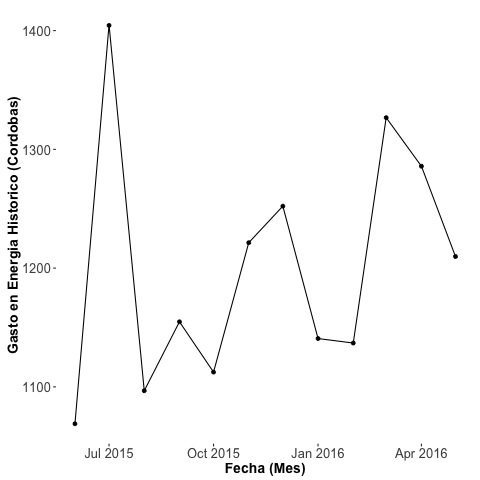 Gasto en Energia Historico (Cordobas)
1400
1300
1200
1100
Jul 2015 Oct 2015 Jan 2016 Apr 2016
Fecha (Mes)